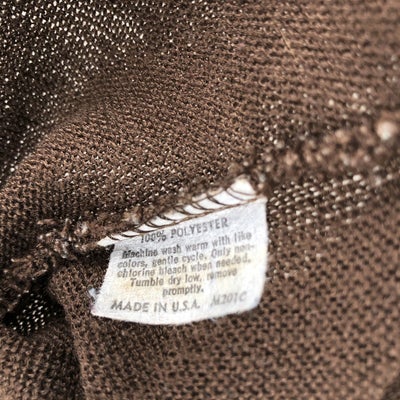 100% POLYESTER
Machine wash warm with like
colors, gentle cycle. Only non-
chlorine bleach when needed.
Tumble dry low, remove
promptly.
MADE IN U.S.A. M201C